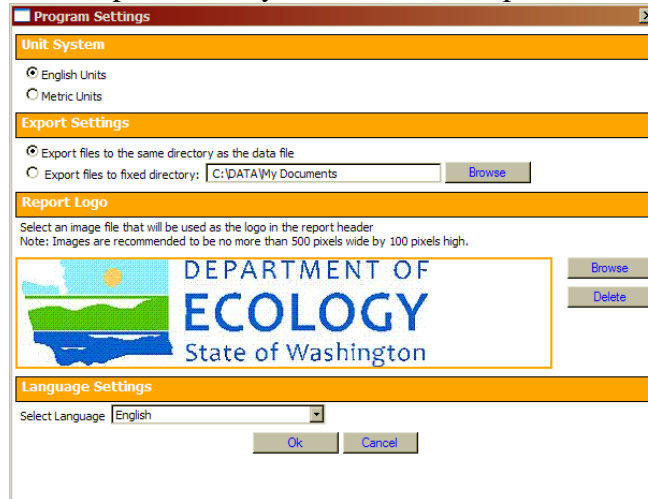 Program Settings
Unit System
English Units
Metric Units
Export Settings
Export files to the same directory as the data file
Export files to fixed directory: C:\DATA\My Documents Browse
Report Logo
Select an image file that will be used as the logo in the report header
Note: Images are recommended to be no more than 500 pixels wide by 100 pixels high.
DEPARTMENT OF
ECOLOGY
State of Washington
Browse
Delete
Language Settings
Select Language English
Ok Cancel